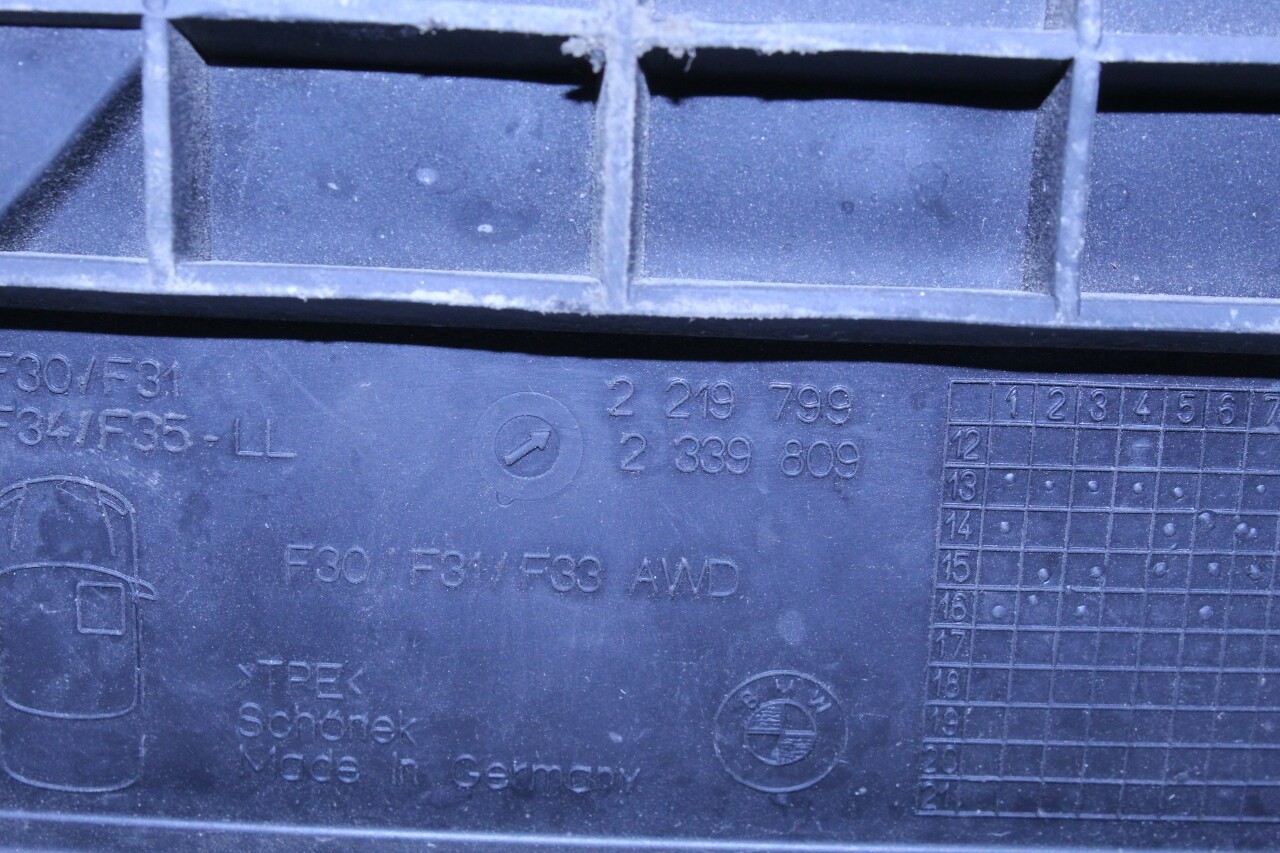 F30/F31
F34/F35-LL
2 219 799
2 339 809
F30/ F31/F33 AWD
>TPE<
Schönek
Made in Germany
BMW
1 2 3 4 5 6 7
12
13
14
15
16
17
18
19
20
21